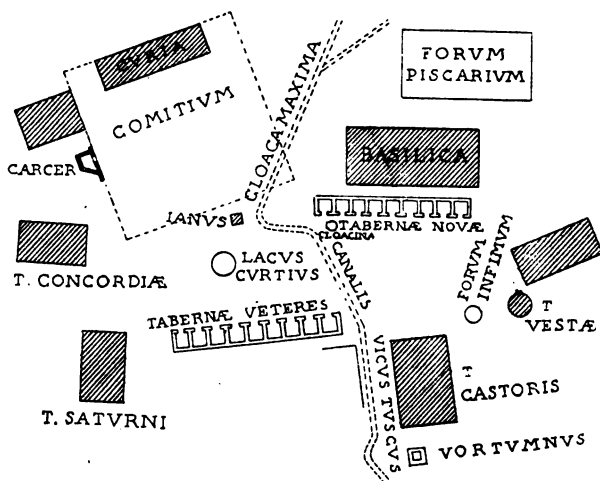 CVRIA
COMITIVM
CARCER
CLOACA MAXIMA
FORVM
PISCARIVM
BASILICA
IANVS
TABERNÆ NOVÆ
CLOACINA
CANALIS
LACVS
CVRTIVS
T. CONCORDIÆ
FORVM
INFIMVM
T
VESTÆ
TABERNÆ VETERES
VICVS TVSCVS
T
CASTORIS
T. SATVRNI
VORTVMNVS